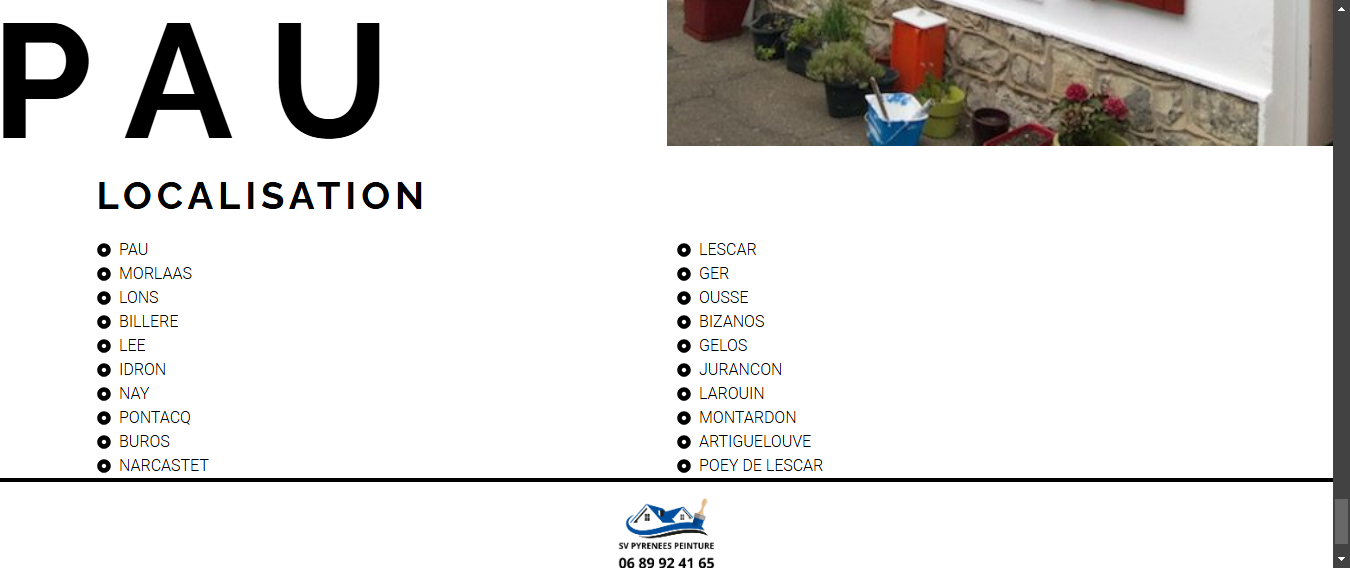 PAU
LOCALISATION
PAU
MORLAAS
LONS
BILLERE
LEE
IDRON
NAY
PONTACQ
BUROS
NARCASTET
LESCAR
GER
OUSSE
BIZANOS
GELOS
JURANCON
LAROUIN
MONTARDON
ARTIGUELOUVE
POEY DE LESCAR
SV PYRENEES PEINTURE
06 89 92 41 65